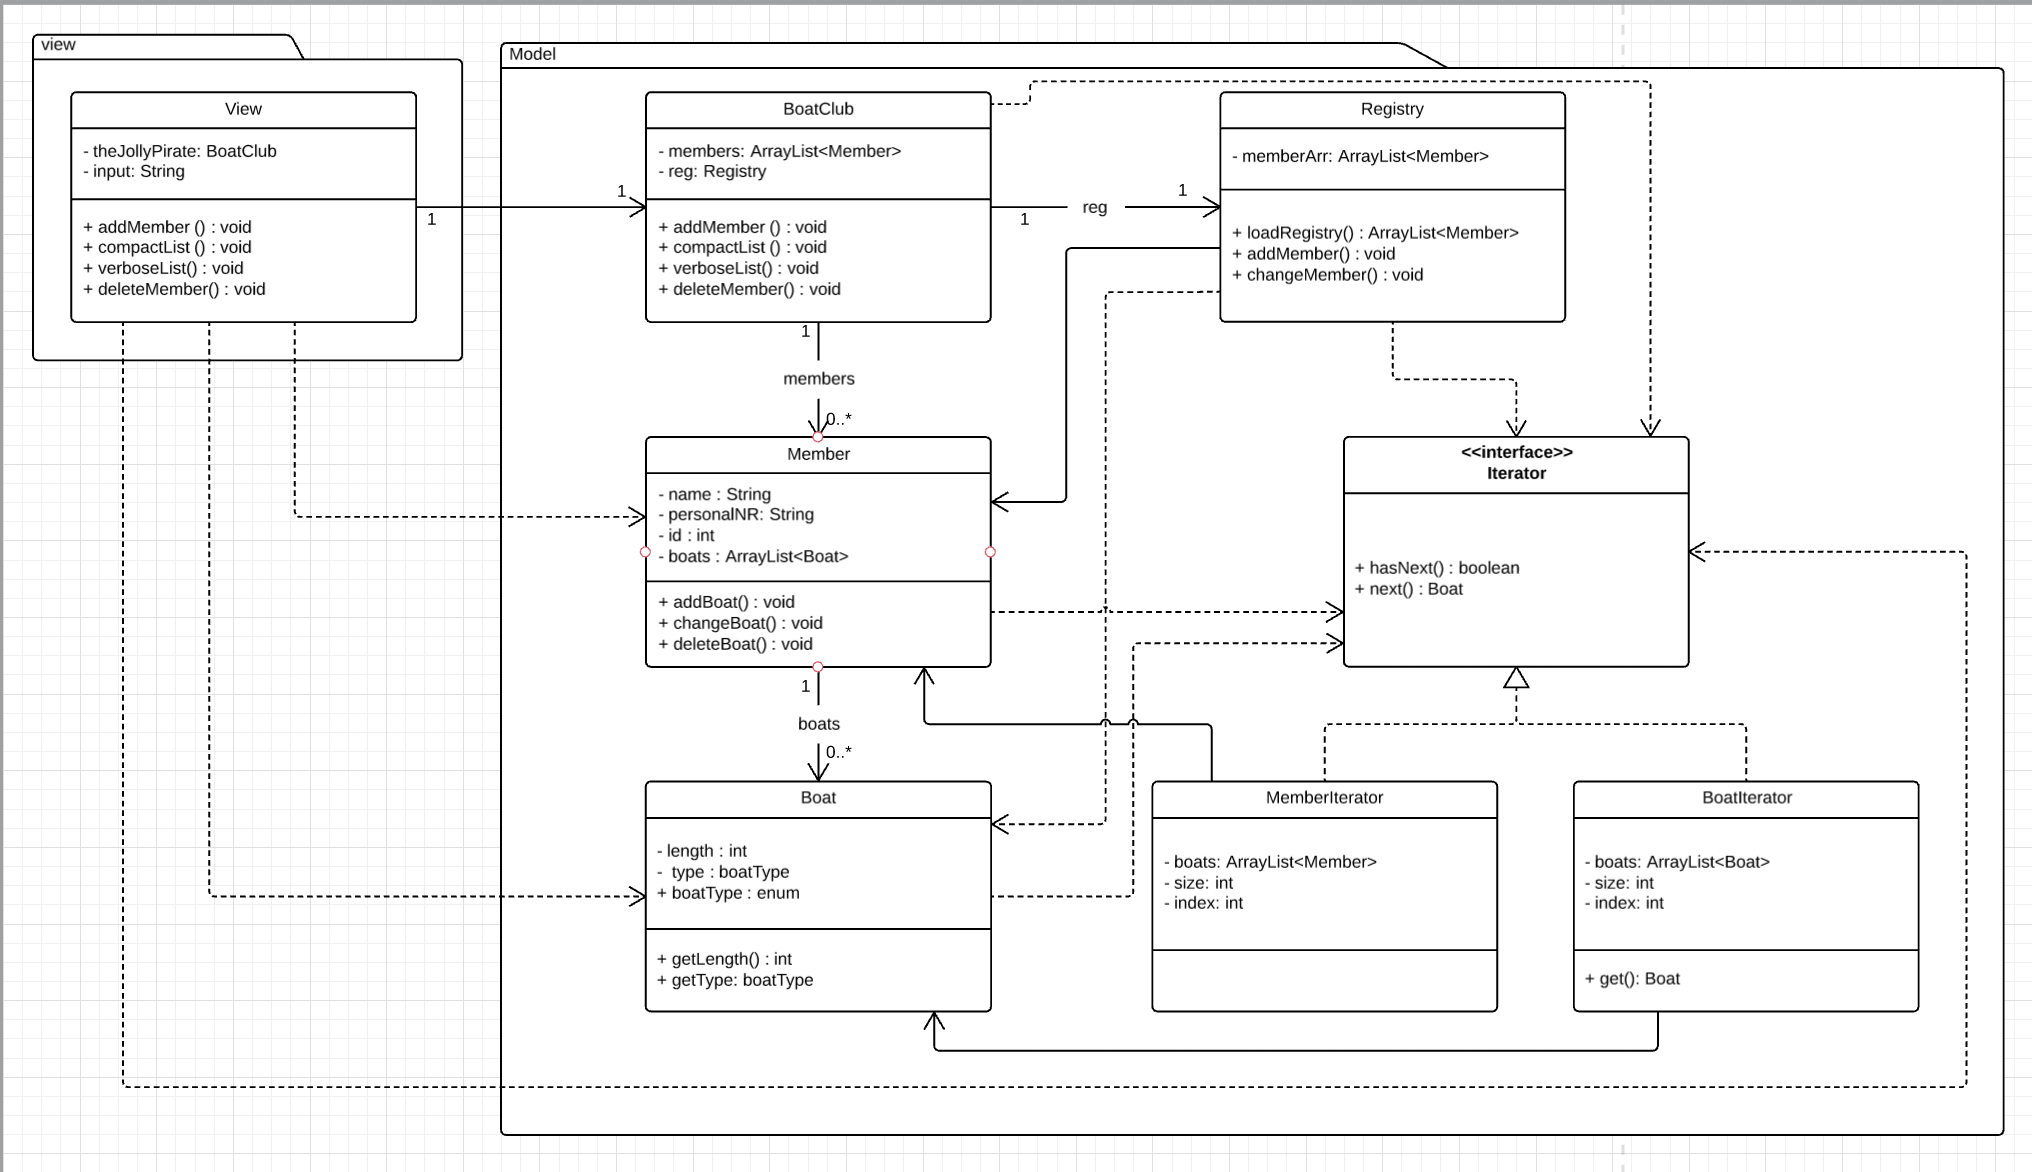 view
View
- theJollyPirate: BoatClub
- input: String
+ addMember () : void
+ compactList () : void
+ verboseList() : void
+ deleteMember() : void
1
1
Model
BoatClub
- members: ArrayList<Member>
- reg: Registry
+ addMember () : void
+ compactList () : void
+ verboseList() : void
+ deleteMember() : void
1
reg
1
Registry
- memberArr: ArrayList<Member>
+ loadRegistry() : ArrayList<Member>
+ addMember() : void
+ changeMember() : void
1
members
0..*
Member
- name : String
- personalNR: String
- id : int
- boats : ArrayList<Boat>
+ addBoat() : void
+ changeBoat() : void
+ deleteBoat() : void
<<interface>>
Iterator
+ hasNext() : boolean
+ next() : Boat
1
boats
0..*
Boat
- length : int
-  type : boatType
+ boatType : enum
+ getLength() : int
+ getType: boatType
MemberIterator
- boats: ArrayList<Member>
- size: int
- index: int
BoatIterator
- boats: ArrayList<Boat>
- size: int
- index: int
+ get(): Boat